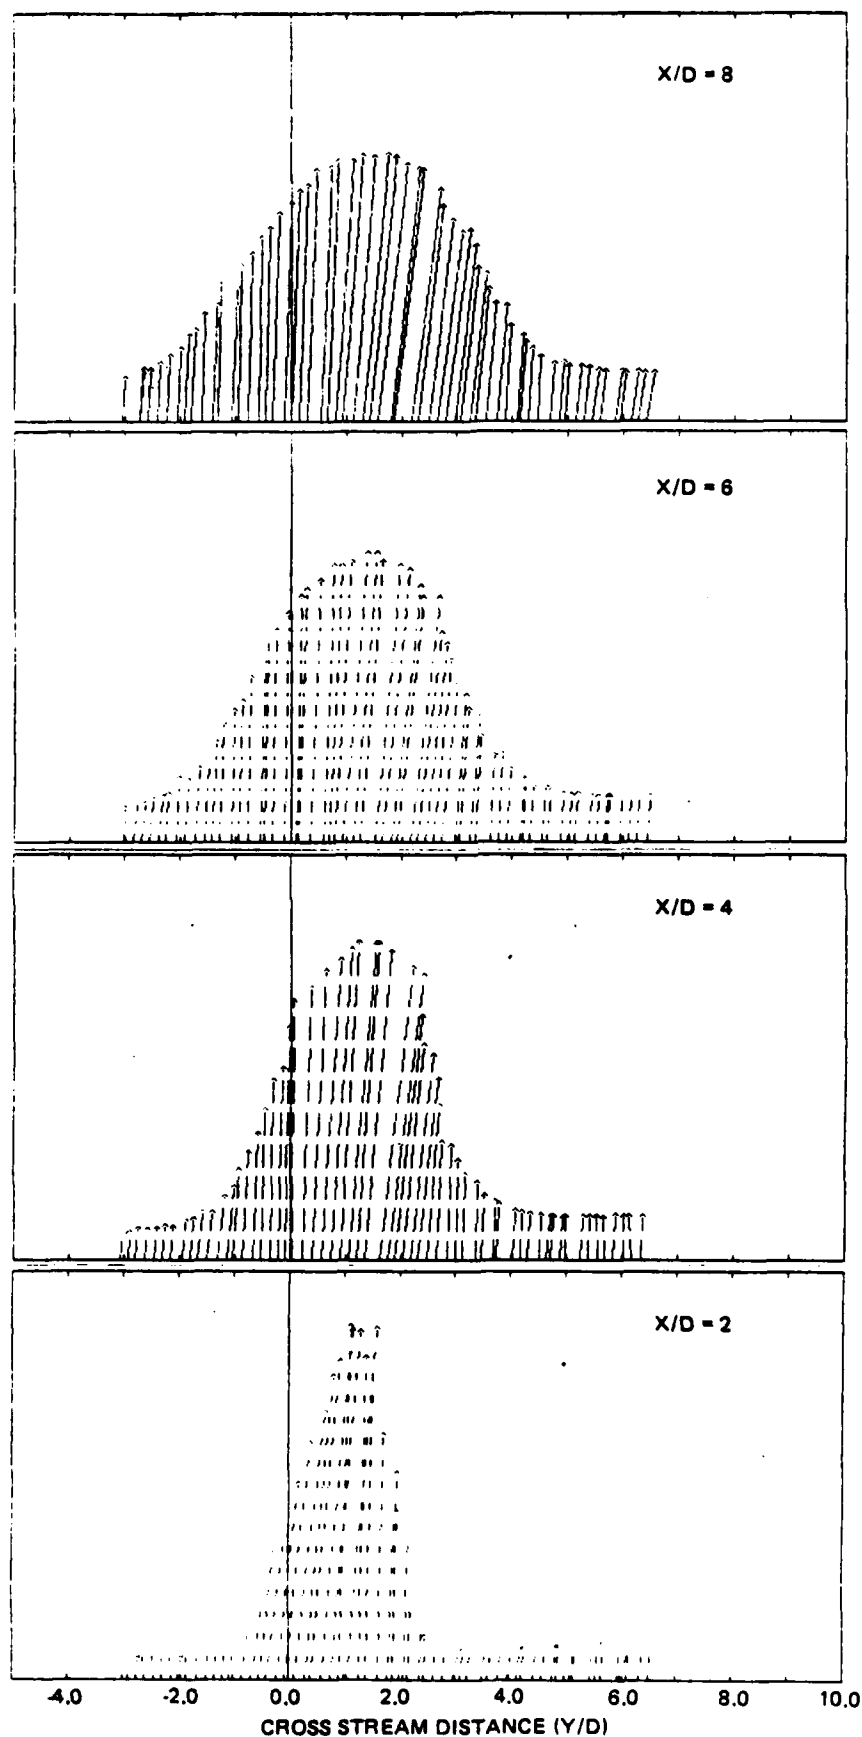 X/D = 8
X/D = 6
X/D = 4
X/D = 2
-4.0 -2.0 0.0 2.0 4.0 6.0 8.0 10.0
CROSS STREAM DISTANCE (Y/D)